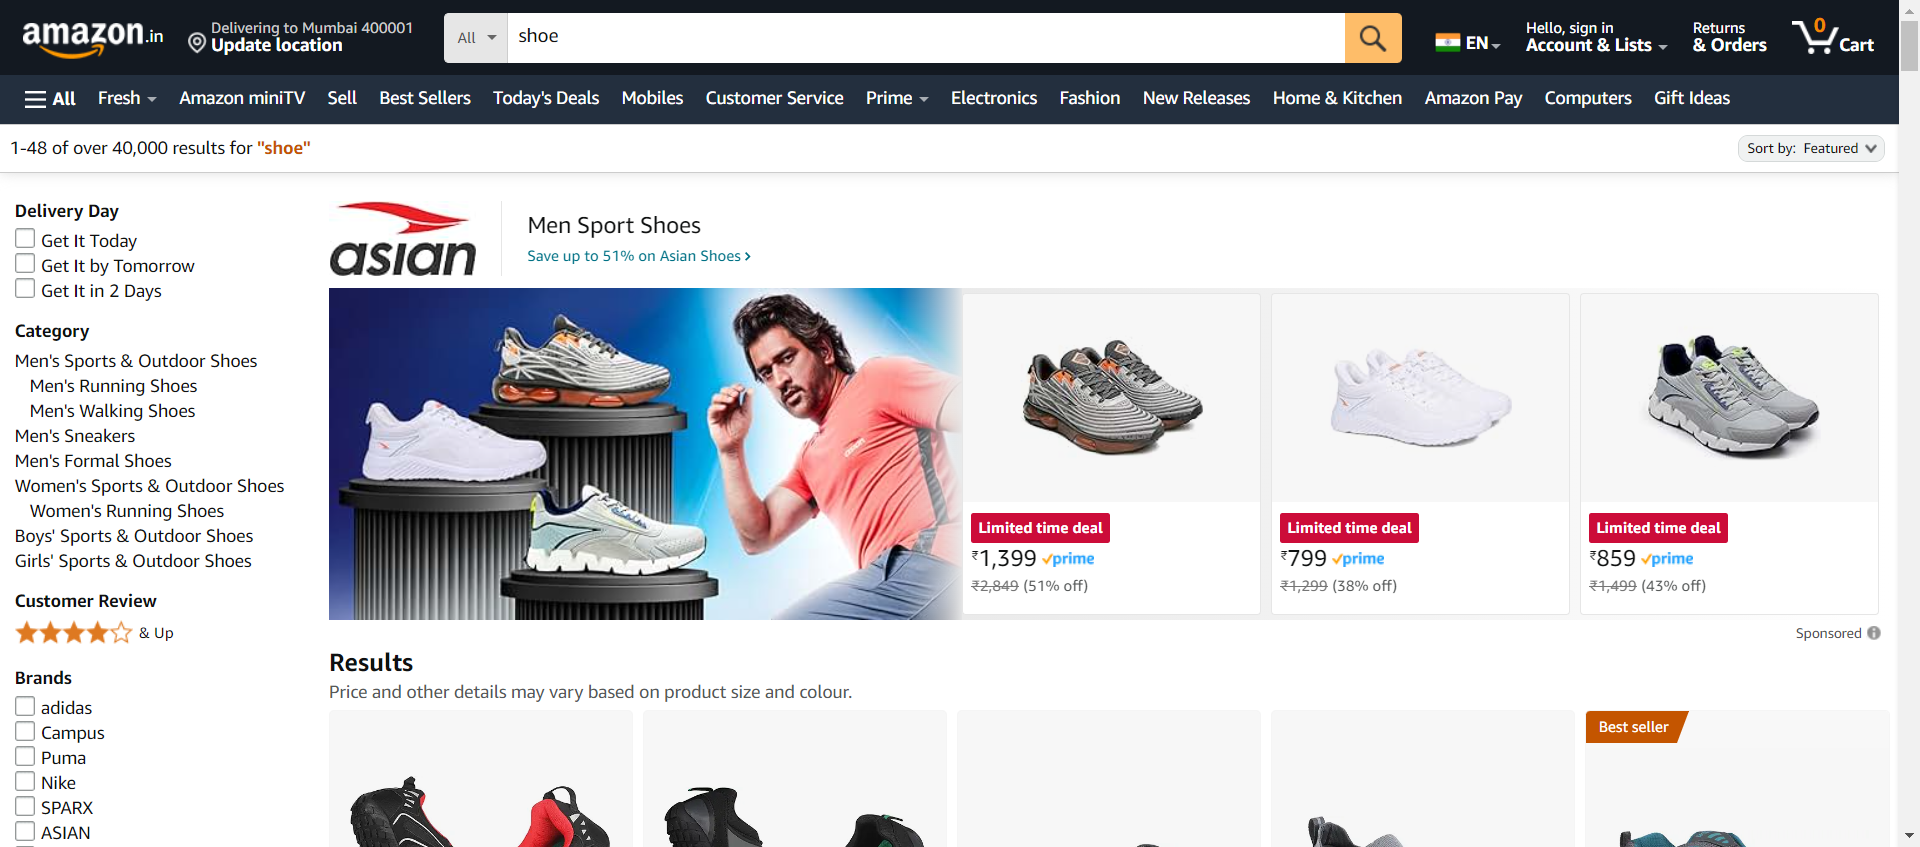 amazon.in
Delivering to Mumbai 400001
Update location
All
shoe
EN
Hello, sign in
Account & Lists
Returns
& Orders
0
Cart
All
Fresh
Amazon miniTV
Sell
Best Sellers
Today's Deals
Mobiles
Customer Service
Prime
Electronics
Fashion
New Releases
Home & Kitchen
Amazon Pay
Computers
Gift Ideas
1-48 of over 40,000 results for "shoe"
Sort by: Featured
Delivery Day
Get It Today
Get It by Tomorrow
Get It in 2 Days
Category
Men's Sports & Outdoor Shoes
Men's Running Shoes
Men's Walking Shoes
Men's Sneakers
Men's Formal Shoes
Women's Sports & Outdoor Shoes
Women's Running Shoes
Boys' Sports & Outdoor Shoes
Girls' Sports & Outdoor Shoes
Customer Review
& Up
Brands
adidas
Campus
Puma
Nike
SPARX
ASIAN
asian
Men Sport Shoes
Save up to 51% on Asian Shoes ›
Limited time deal
₹1,399 prime
₹2,849 (51% off)
Limited time deal
₹799 prime
₹1,299 (38% off)
Limited time deal
₹859 prime
₹1,499 (43% off)
Sponsored
Results
Price and other details may vary based on product size and colour.
Best seller